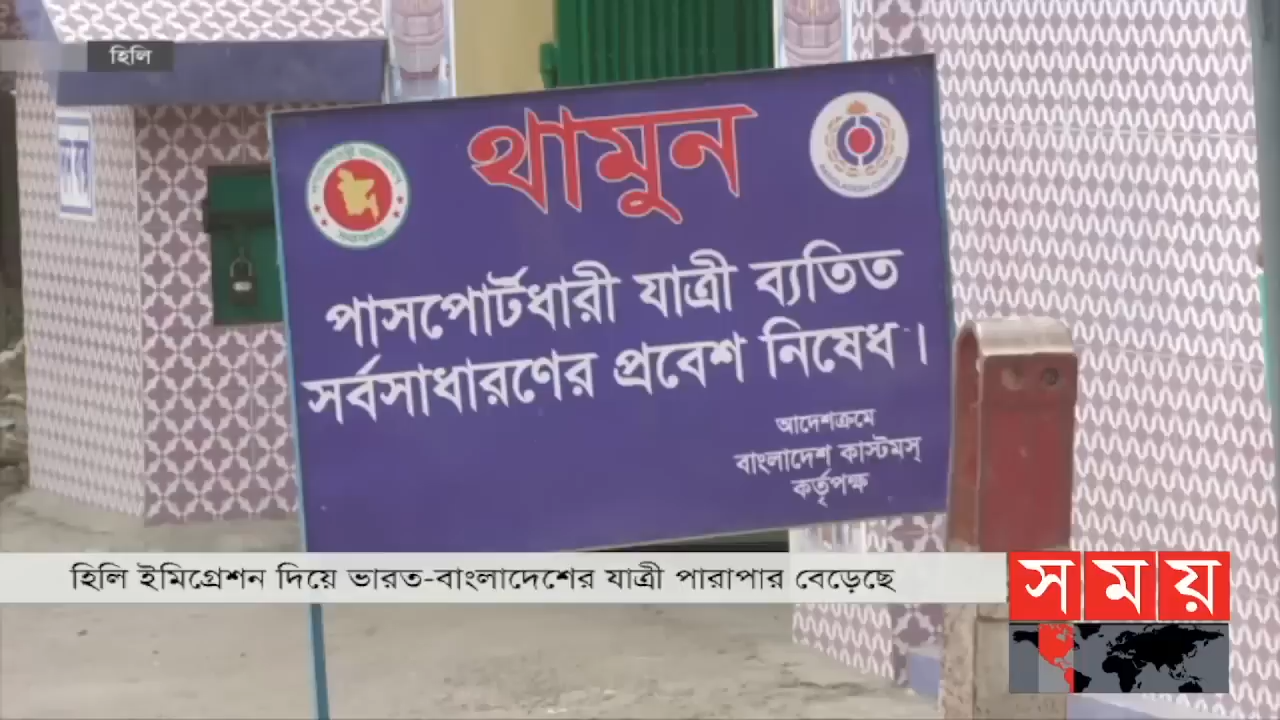 হিলি
থামুন
পাসপোর্টধারী যাত্রী ব্যতিত
সর্বসাধারণের প্রবেশ নিষেধ।
আদেশক্রমে
বাংলাদেশ কাস্টমস্
কর্তৃপক্ষ
হিলি ইমিগ্রেশন দিয়ে ভারত-বাংলাদেশের যাত্রী পারাপার বেড়েছে
সময়